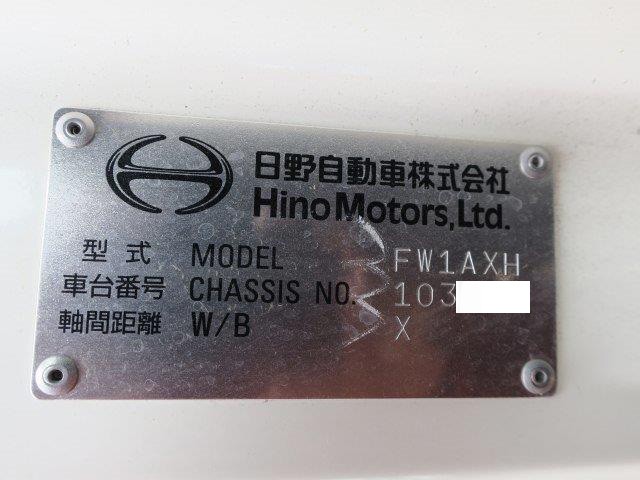 日野自動車株式会社
Hino Motors, Ltd.
型式 MODEL FW1AXH
車台番号 CHASSIS NO. 103
軸間距離 W/B X